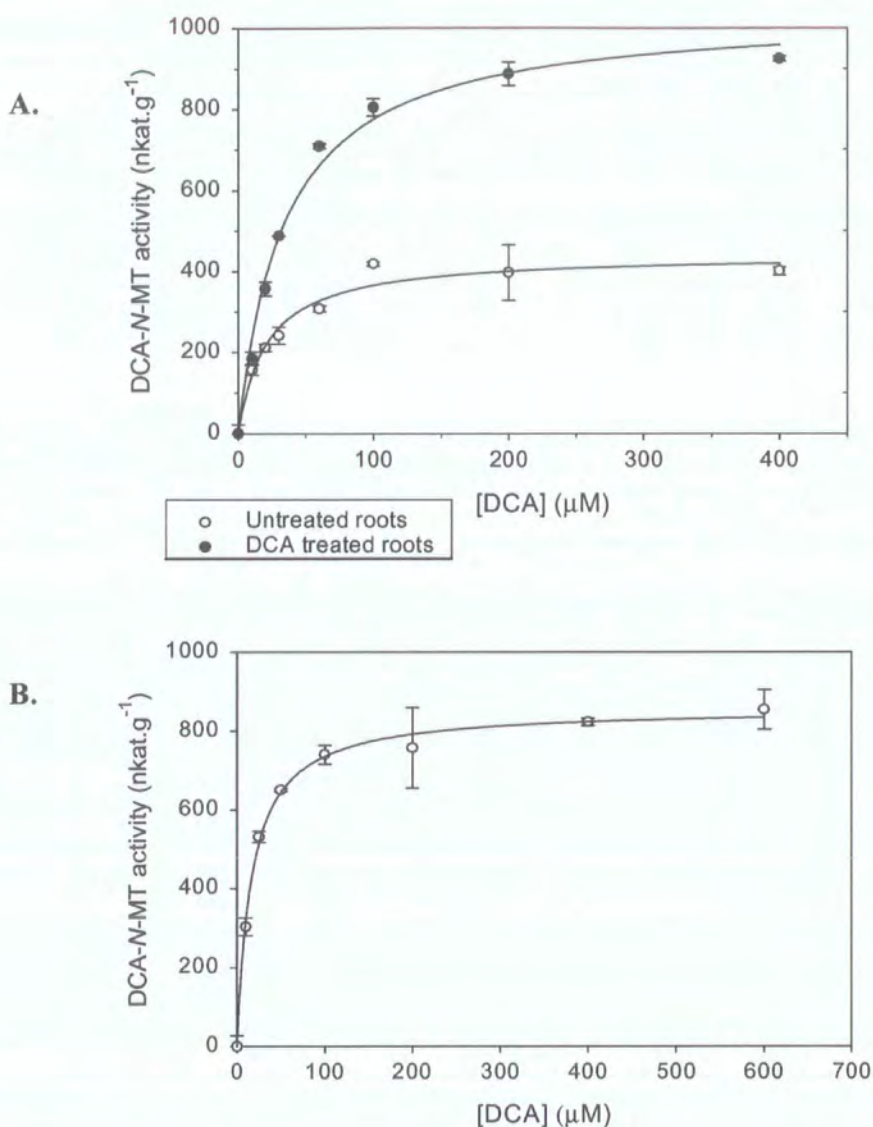 A.
DCA-N-MT activity (nkat.g⁻¹)
1000
800
600
400
200
0
0 100 200 300 400
[DCA] (µM)
Untreated roots
DCA treated roots
B.
DCA-N-MT activity (nkat.g⁻¹)
1000
800
600
400
200
0
0 100 200 300 400 500 600 700
[DCA] (µM)